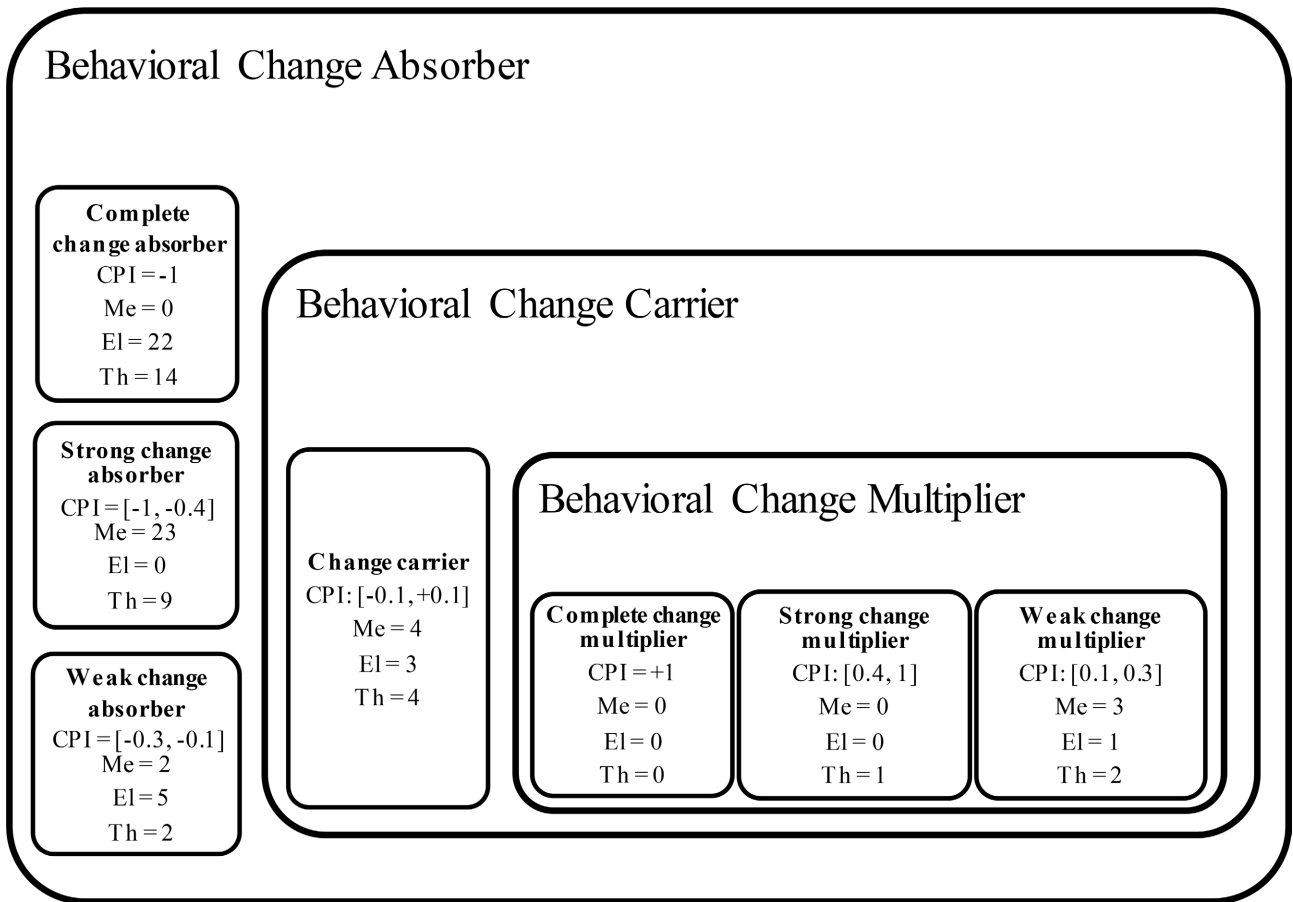 Behavioral Change Absorber
Complete
change absorber
CPI = -1
Me = 0
El = 22
Th = 14
Strong change
absorber
CPI = [-1, -0.4]
Me = 23
El = 0
Th = 9
Weak change
absorber
CPI = [-0.3, -0.1]
Me = 2
El = 5
Th = 2
Behavioral Change Carrier
Change carrier
CPI: [-0.1, +0.1]
Me = 4
El = 3
Th = 4
Behavioral Change Multiplier
Complete change
multiplier
CPI = +1
Me = 0
El = 0
Th = 0
Strong change
multiplier
CPI: [0.4, 1]
Me = 0
El = 0
Th = 1
Weak change
multiplier
CPI: [0.1, 0.3]
Me = 3
El = 1
Th = 2